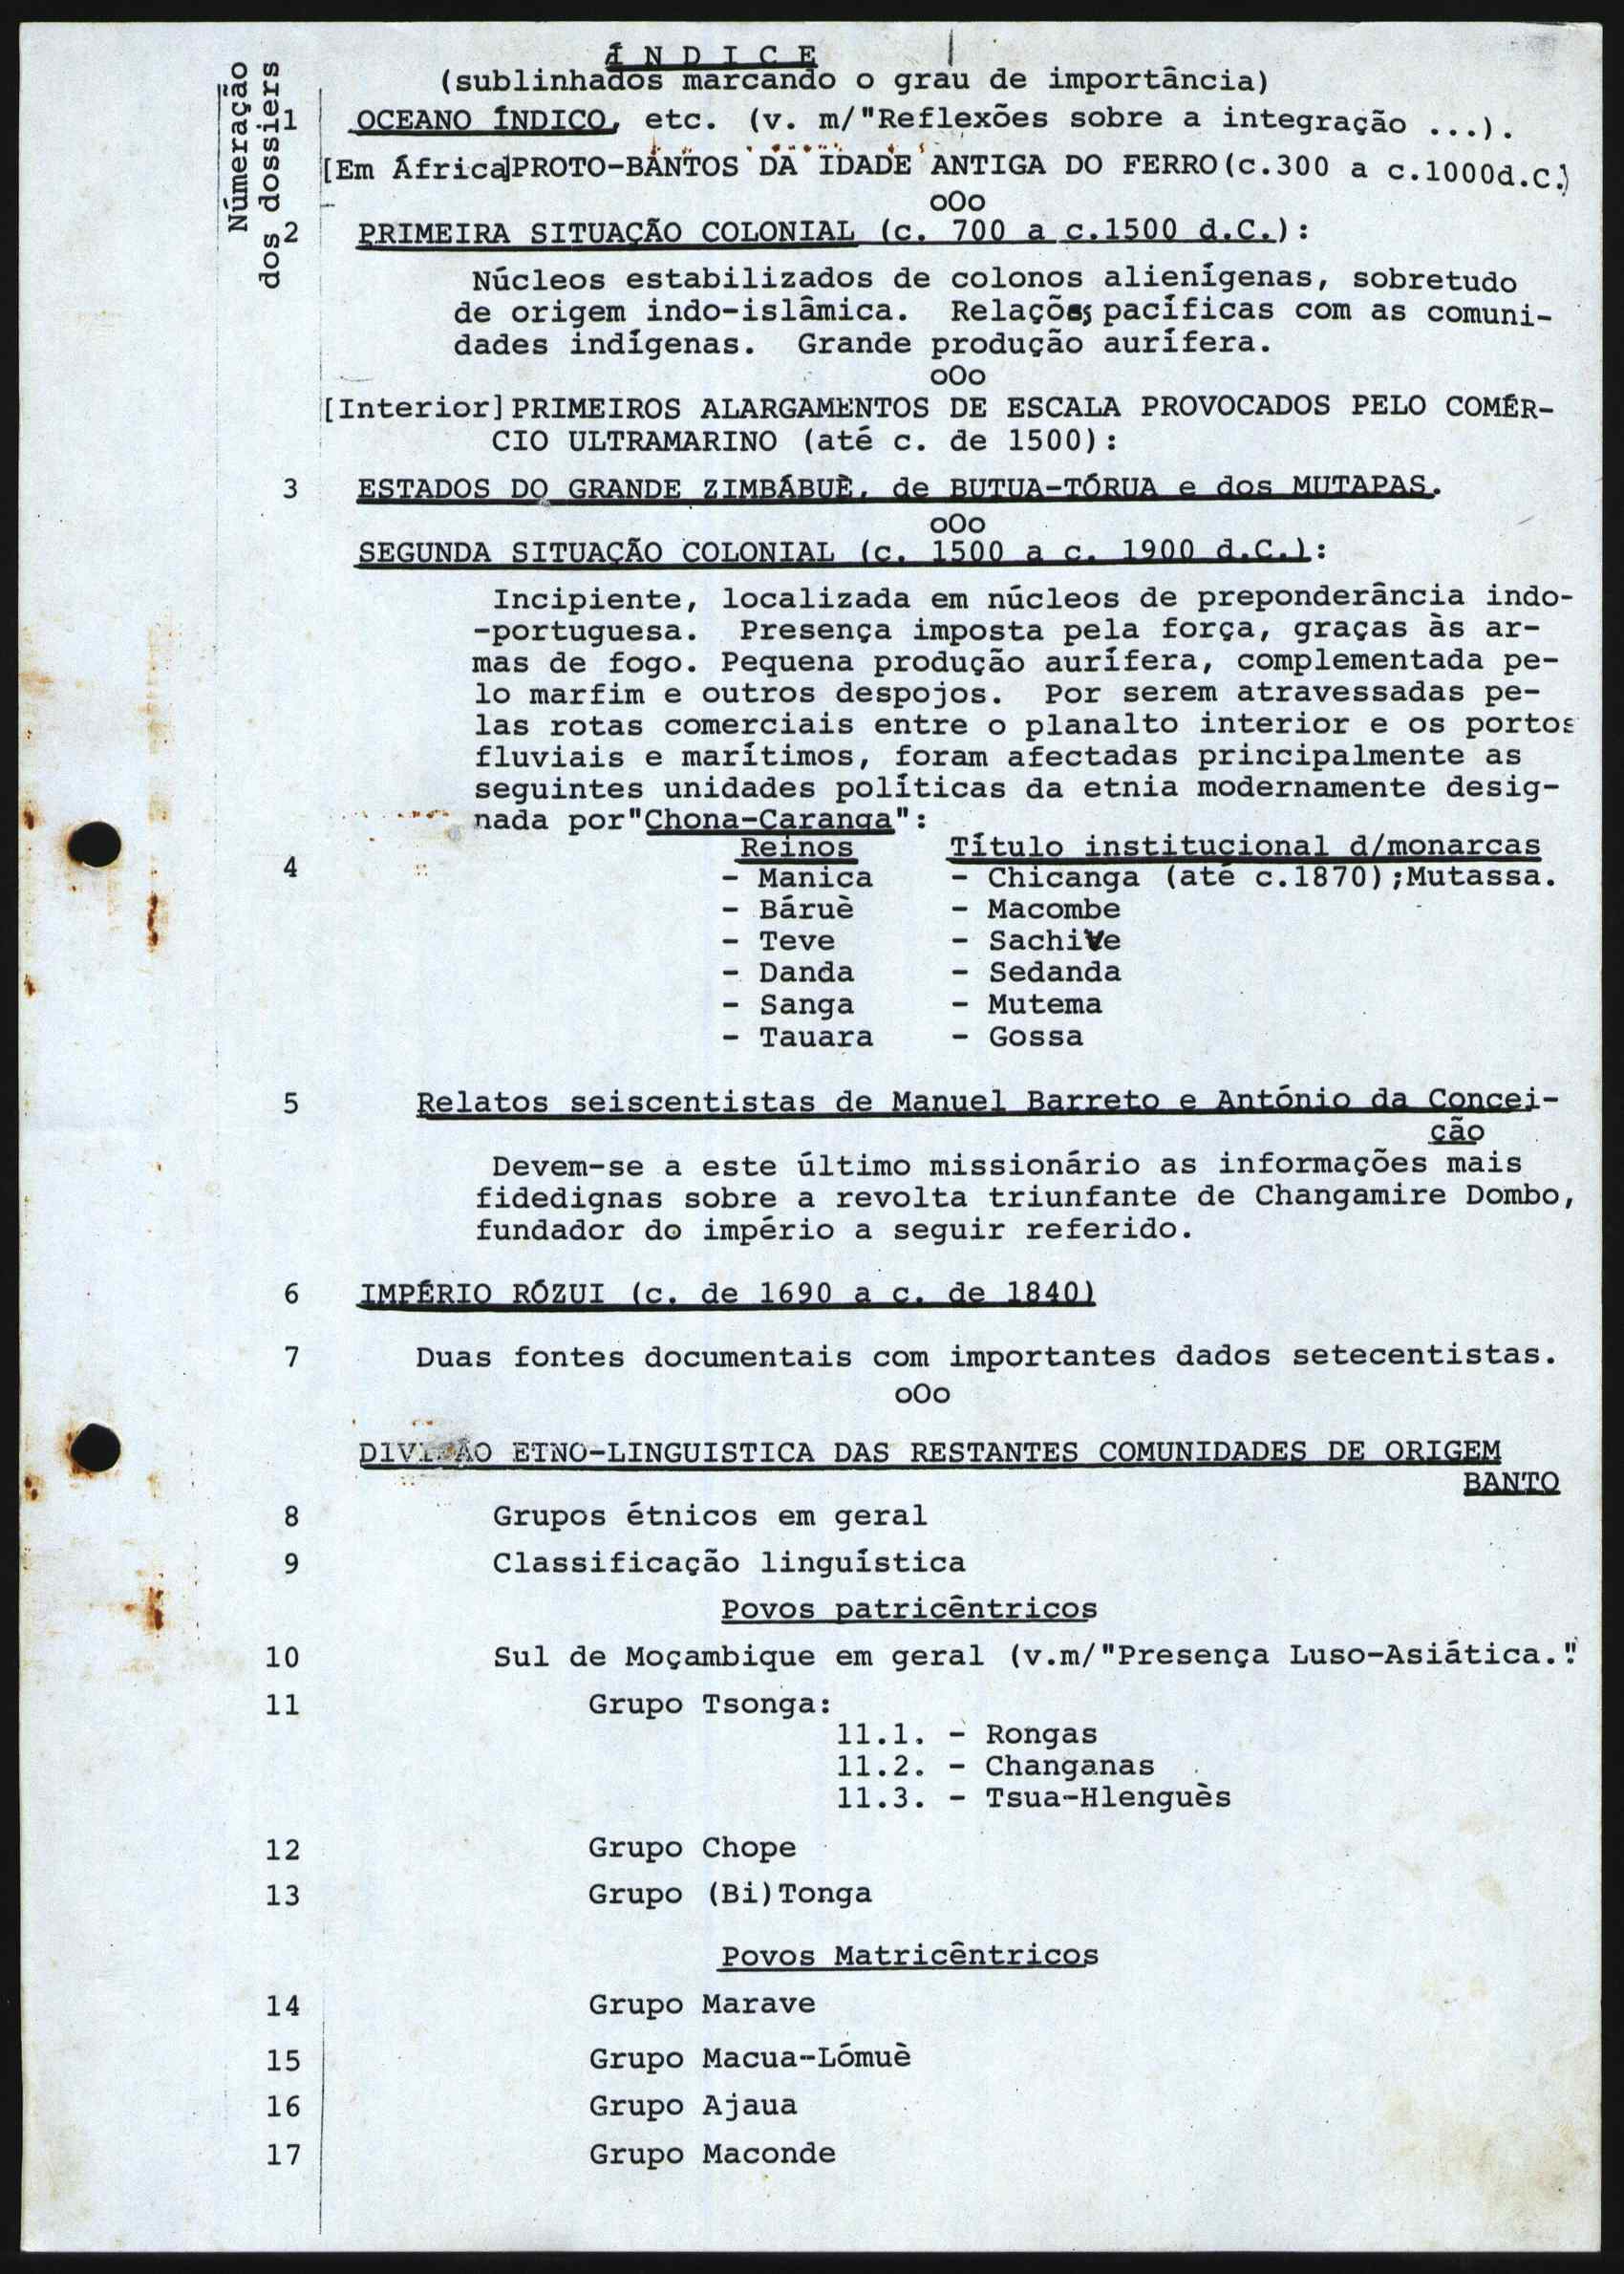 Í N D I C E
(sublinhados marcando o grau de importância)
Númeração
dos dossiers
1 OCEANO ÍNDICO, etc. (v. m/"Reflexões sobre a integração ...).
[Em África]PROTO-BANTOS DA IDADE ANTIGA DO FERRO(c.300 a c.1000d.C.)
oOo
2 PRIMEIRA SITUAÇÃO COLONIAL (c. 700 a c.1500 d.C.):
Núcleos estabilizados de colonos alienígenas, sobretudo
de origem indo-islâmica. Relações pacíficas com as comuni-
dades indígenas. Grande produção aurífera.
oOo
[Interior]PRIMEIROS ALARGAMENTOS DE ESCALA PROVOCADOS PELO COMÉR-
CIO ULTRAMARINO (até c. de 1500):
3 ESTADOS DO GRANDE ZIMBÁBUÈ, de BUTUA-TÓRUA e dos MUTAPAS.
oOo
SEGUNDA SITUAÇÃO COLONIAL (c. 1500 a c. 1900 d.C.):
Incipiente, localizada em núcleos de preponderância indo-
-portuguesa. Presença imposta pela força, graças às ar-
mas de fogo. Pequena produção aurífera, complementada pe-
lo marfim e outros despojos. Por serem atravessadas pe-
las rotas comerciais entre o planalto interior e os portos
fluviais e marítimos, foram afectadas principalmente as
seguintes unidades políticas da etnia modernamente desig-
nada por"Chona-Caranga":
Reinos Título institucional d/monarcas
4 - Manica - Chicanga (até c.1870);Mutassa.
- Báruè - Macombe
- Teve - Sachive
- Danda - Sedanda
- Sanga - Mutema
- Tauara - Gossa
5 Relatos seiscentistas de Manuel Barreto e António da Concei-
ção
Devem-se a este último missionário as informações mais
fidedignas sobre a revolta triunfante de Changamire Dombo,
fundador do império a seguir referido.
6 IMPÉRIO RÓZUI (c. de 1690 a c. de 1840)
7 Duas fontes documentais com importantes dados setecentistas.
oOo
DIVISÃO ETNO-LINGUISTICA DAS RESTANTES COMUNIDADES DE ORIGEM
BANTO
8 Grupos étnicos em geral
9 Classificação linguística
Povos patricêntricos
10 Sul de Moçambique em geral (v.m/"Presença Luso-Asiática.."
11 Grupo Tsonga:
11.1. - Rongas
11.2. - Changanas
11.3. - Tsua-Hlenguès
12 Grupo Chope
13 Grupo (Bi)Tonga
Povos Matricêntricos
14 Grupo Marave
15 Grupo Macua-Lómuè
16 Grupo Ajaua
17 Grupo Maconde